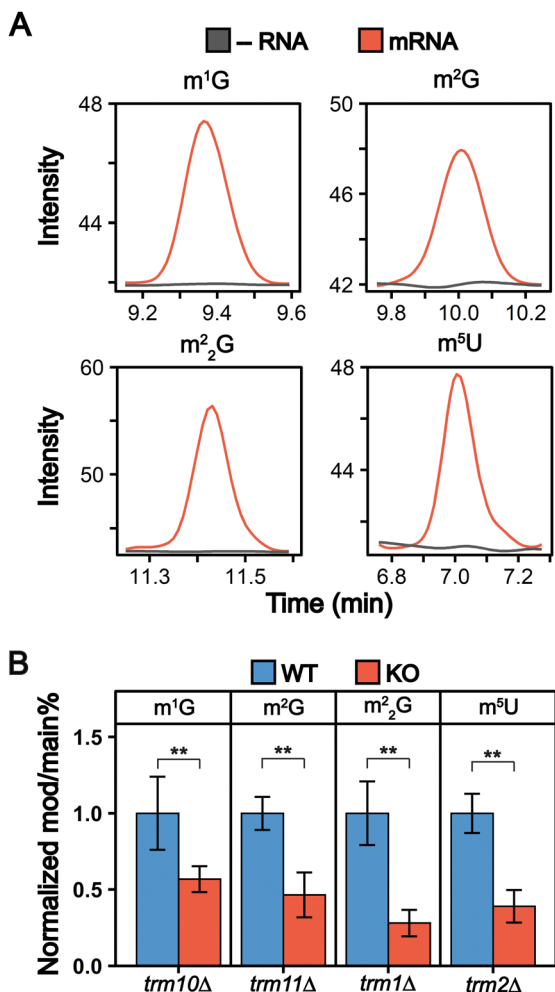 A
– RNA mRNA
m¹G m²G
Intensity
48
44
9.2 9.4 9.6
50
46
42
9.8 10.0 10.2
m²₂G m⁵U
Intensity
60
50
11.3 11.5
48
44
6.8 7.0 7.2
Time (min)
B
WT KO
m¹G m²G m²₂G m⁵U
Normalized mod/main%
1.5
1.0
0.5
0.0
** ** ** **
trm10Δ trm11Δ trm1Δ trm2Δ